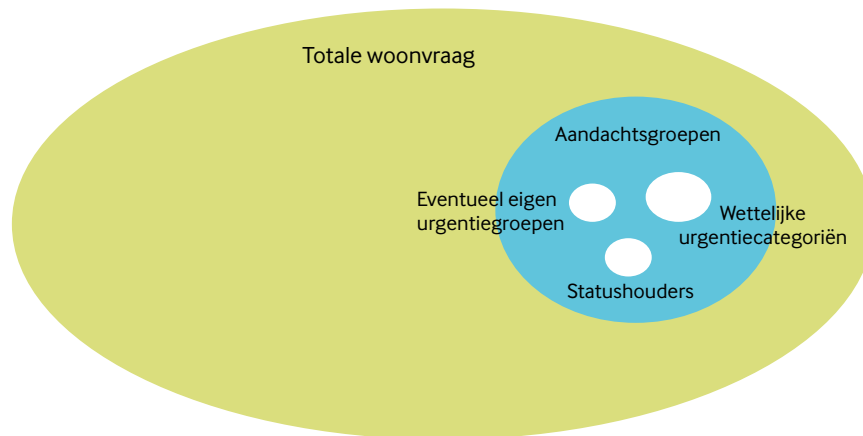 Totale woonvraag
Aandachtsgroepen
Eventueel eigen
urgentiegroepen
Wettelijke
urgentiecategoriën
Statushouders